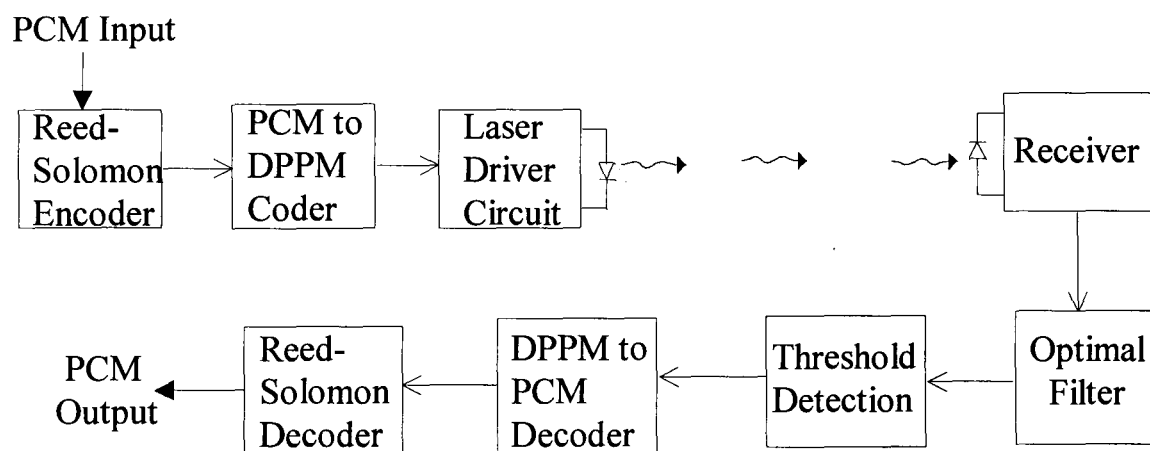 PCM Input
Reed-
Solomon
Encoder
PCM to
DPPM
Coder
Laser
Driver
Circuit
Receiver
Optimal
Filter
Threshold
Detection
DPPM to
PCM
Decoder
Reed-
Solomon
Decoder
PCM
Output